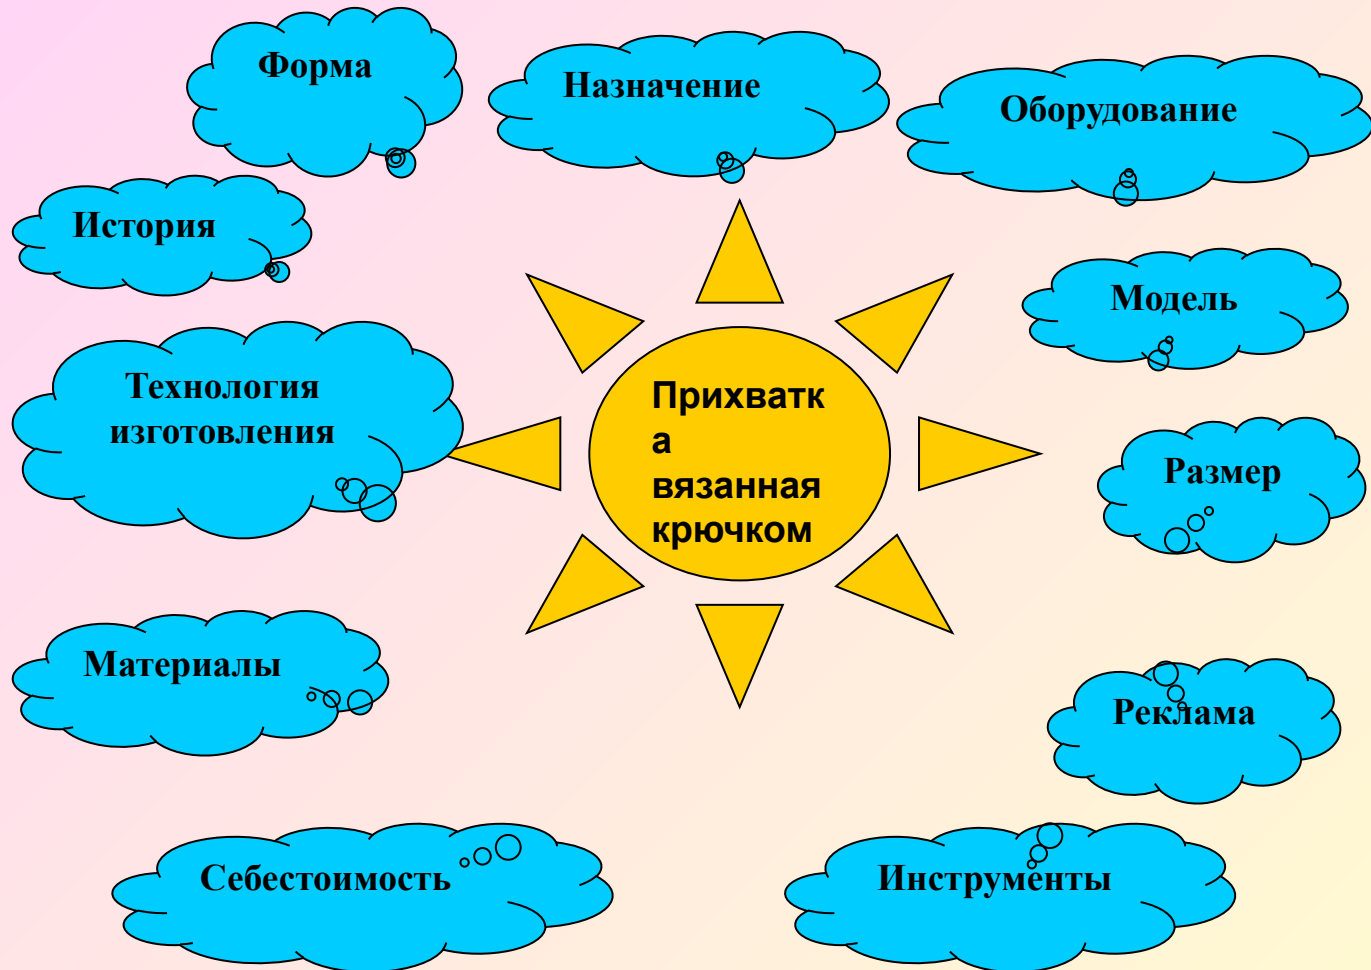 Форма
Назначение
Оборудование
История
Модель
Технология
изготовления
Прихватк
а
вязанная
крючком
Размер
Материалы
Реклама
Себестоимость
Инструменты